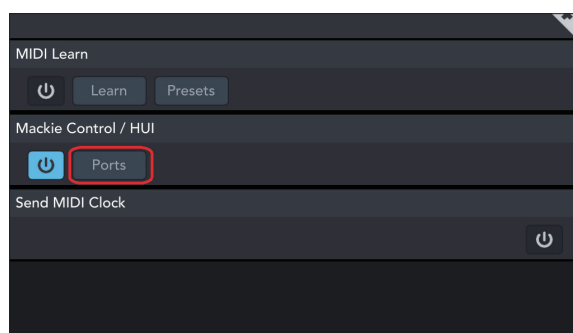 MIDI Learn
Learn Presets
Mackie Control / HUI
Ports
Send MIDI Clock